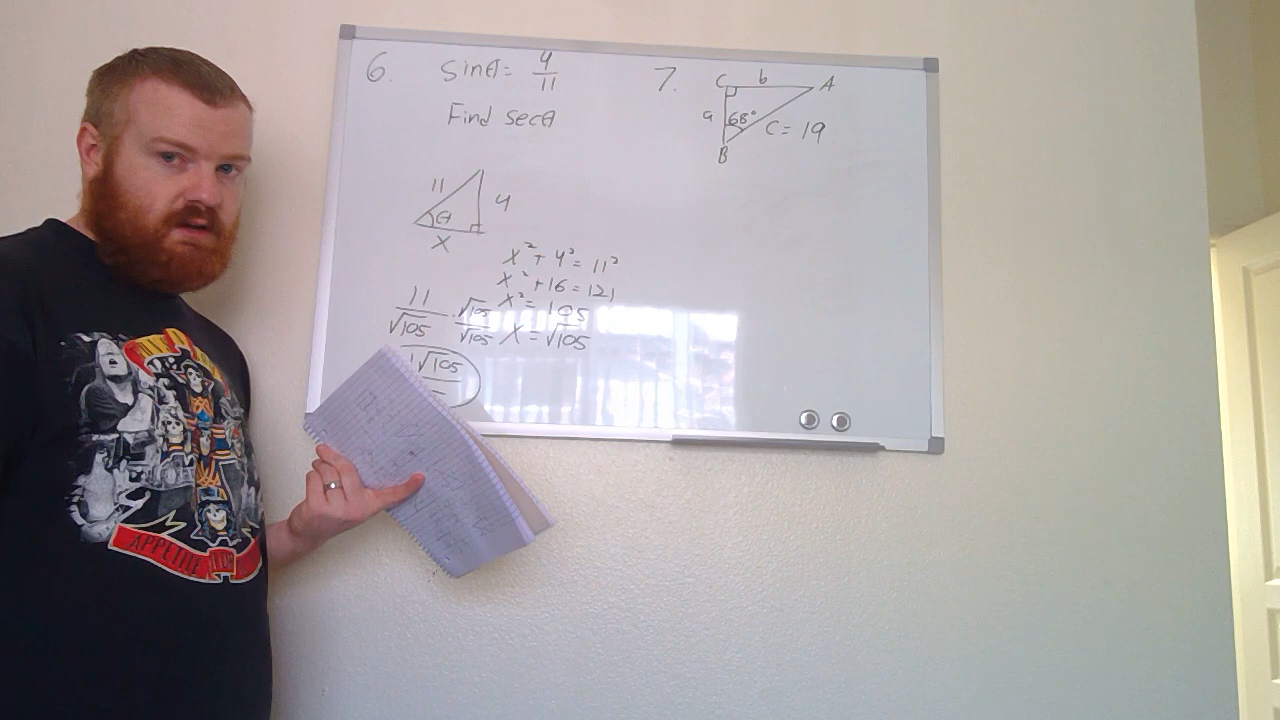 6.
sinθ = 4/11
Find secθ
11
4
θ
x
x² + 4² = 11²
x² + 16 = 121
x² = 105
x = √105
11/√105 · √105/√105
√105
7.
C b A
a 68° c = 19
B
APPETITE